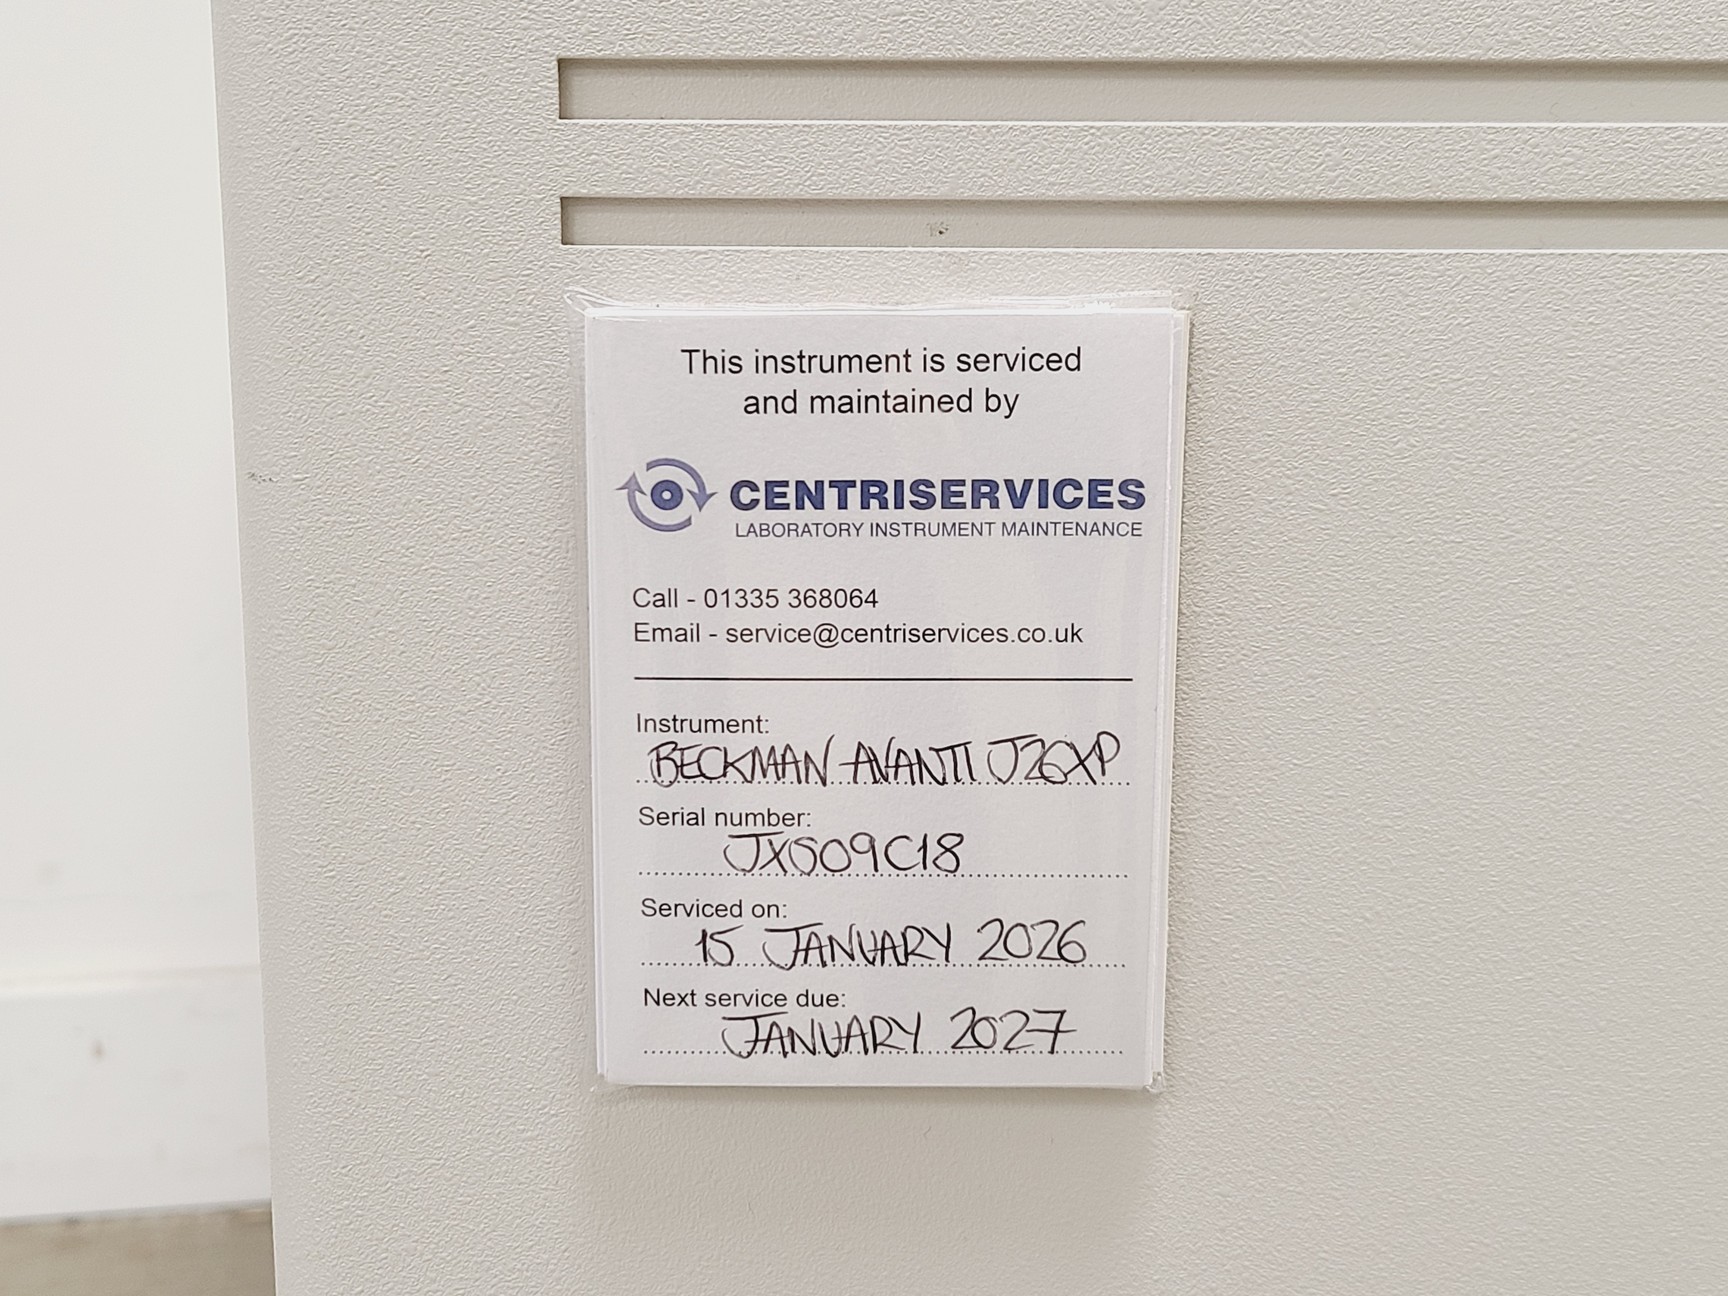 This instrument is serviced
and maintained by
CENTRISERVICES
LABORATORY INSTRUMENT MAINTENANCE
Call - 01335 368064
Email - service@centriservices.co.uk
Instrument:
BECKMAN AVANTI J26XP
Serial number:
JXS09C18
Serviced on:
15 JANUARY 2026
Next service due:
JANUARY 2027